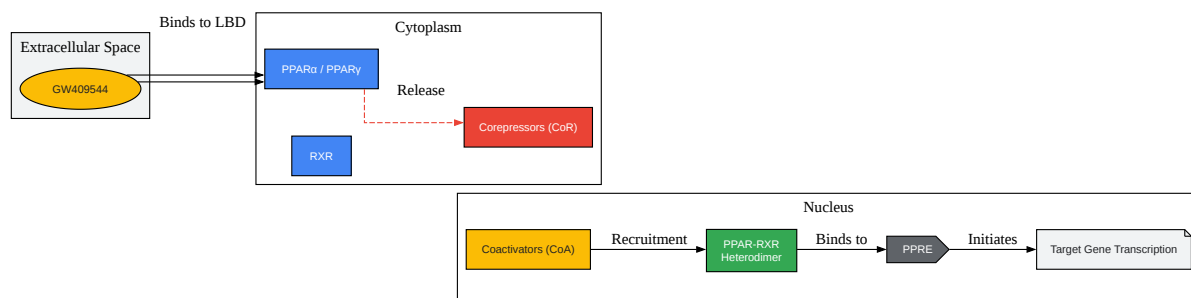 Binds to LBD
Extracellular Space
GW409544
Cytoplasm
PPARα / PPARγ
Release
Corepressors (CoR)
RXR
Nucleus
Coactivators (CoA)
Recruitment
PPAR-RXR
Heterodimer
Binds to
PPRE
Initiates
Target Gene Transcription